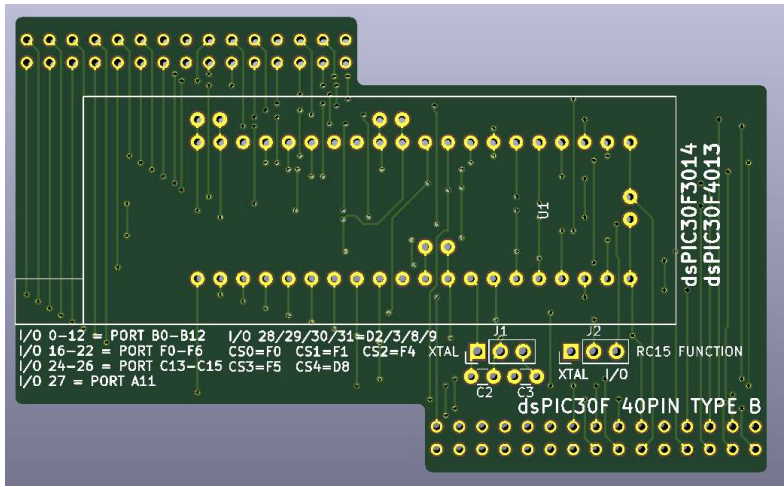 dsPIC30F3014
dsPIC30F4013
U1
I/O 0-12 = PORT B0-B12 I/O 28/29/30/31=D2/3/8/9
I/O 16-22 = PORT F0-F6 CS0=F0 CS1=F1 CS2=F4
I/O 24-26 = PORT C13-C15 CS3=F5 CS4=D8
I/O 27 = PORT A11
J1
J2
XTAL
RC15 FUNCTION
XTAL I/O
C2 C3
dsPIC30F 40PIN TYPE B